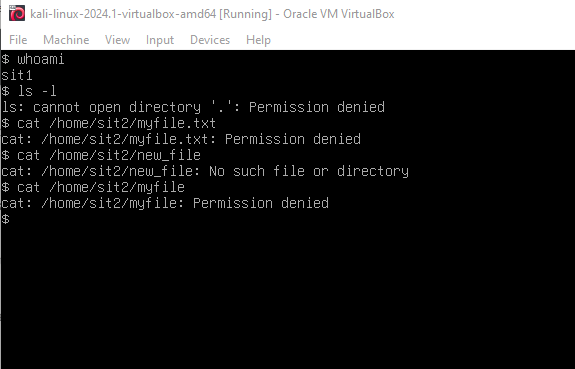 kali-linux-2024.1-virtualbox-amd64 [Running] - Oracle VM VirtualBox
File Machine View Input Devices Help
$ whoami
sit1
$ ls -l
ls: cannot open directory '.': Permission denied
$ cat /home/sit2/myfile.txt
cat: /home/sit2/myfile.txt: Permission denied
$ cat /home/sit2/new_file
cat: /home/sit2/new_file: No such file or directory
$ cat /home/sit2/myfile
cat: /home/sit2/myfile: Permission denied
$